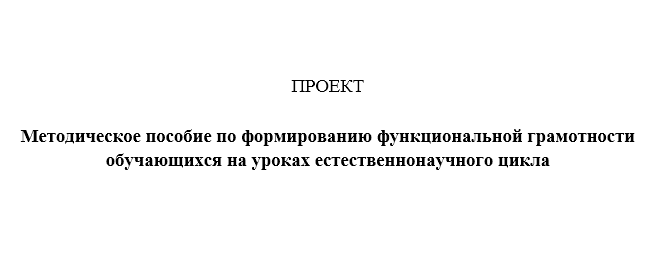 ПРОЕКТ
Методическое пособие по формированию функциональной грамотности
обучающихся на уроках естественнонаучного цикла